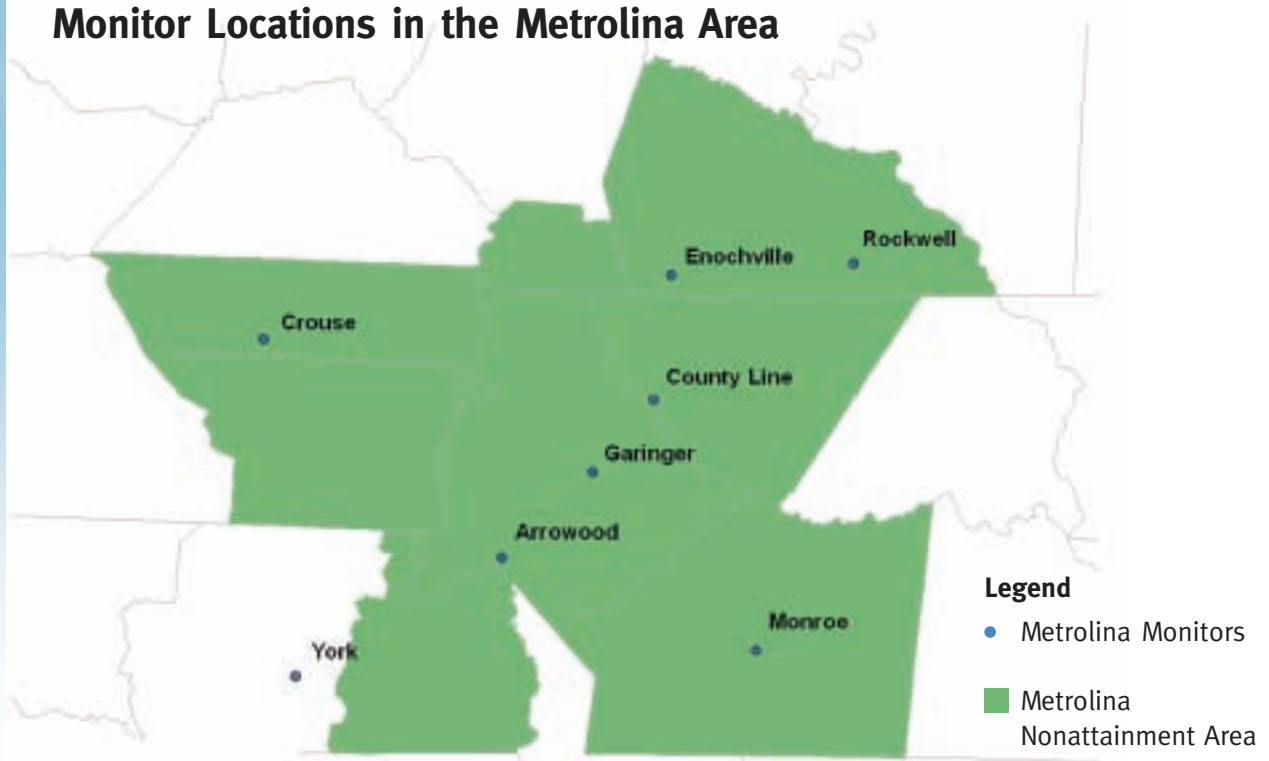 Monitor Locations in the Metrolina Area
Rockwell
Enochville
Crouse
County Line
Garinger
Arrowood
Monroe
York
Legend
Metrolina Monitors
Metrolina
Nonattainment Area